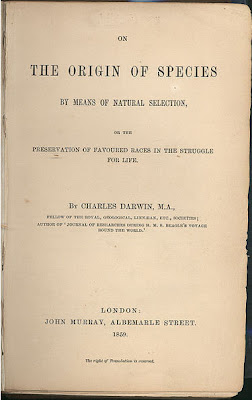 ON
THE ORIGIN OF SPECIES
BY MEANS OF NATURAL SELECTION,
OR THE
PRESERVATION OF FAVOURED RACES IN THE STRUGGLE
FOR LIFE.
BY CHARLES DARWIN, M.A.,
FELLOW OF THE ROYAL, GEOLOGICAL, LINNÆAN, ETC., SOCIETIES;
AUTHOR OF 'JOURNAL OF RESEARCHES DURING H. M. S. BEAGLE'S VOYAGE
ROUND THE WORLD.'
LONDON:
JOHN MURRAY, ALBEMARLE STREET.
1859.
The right of Translation is reserved.